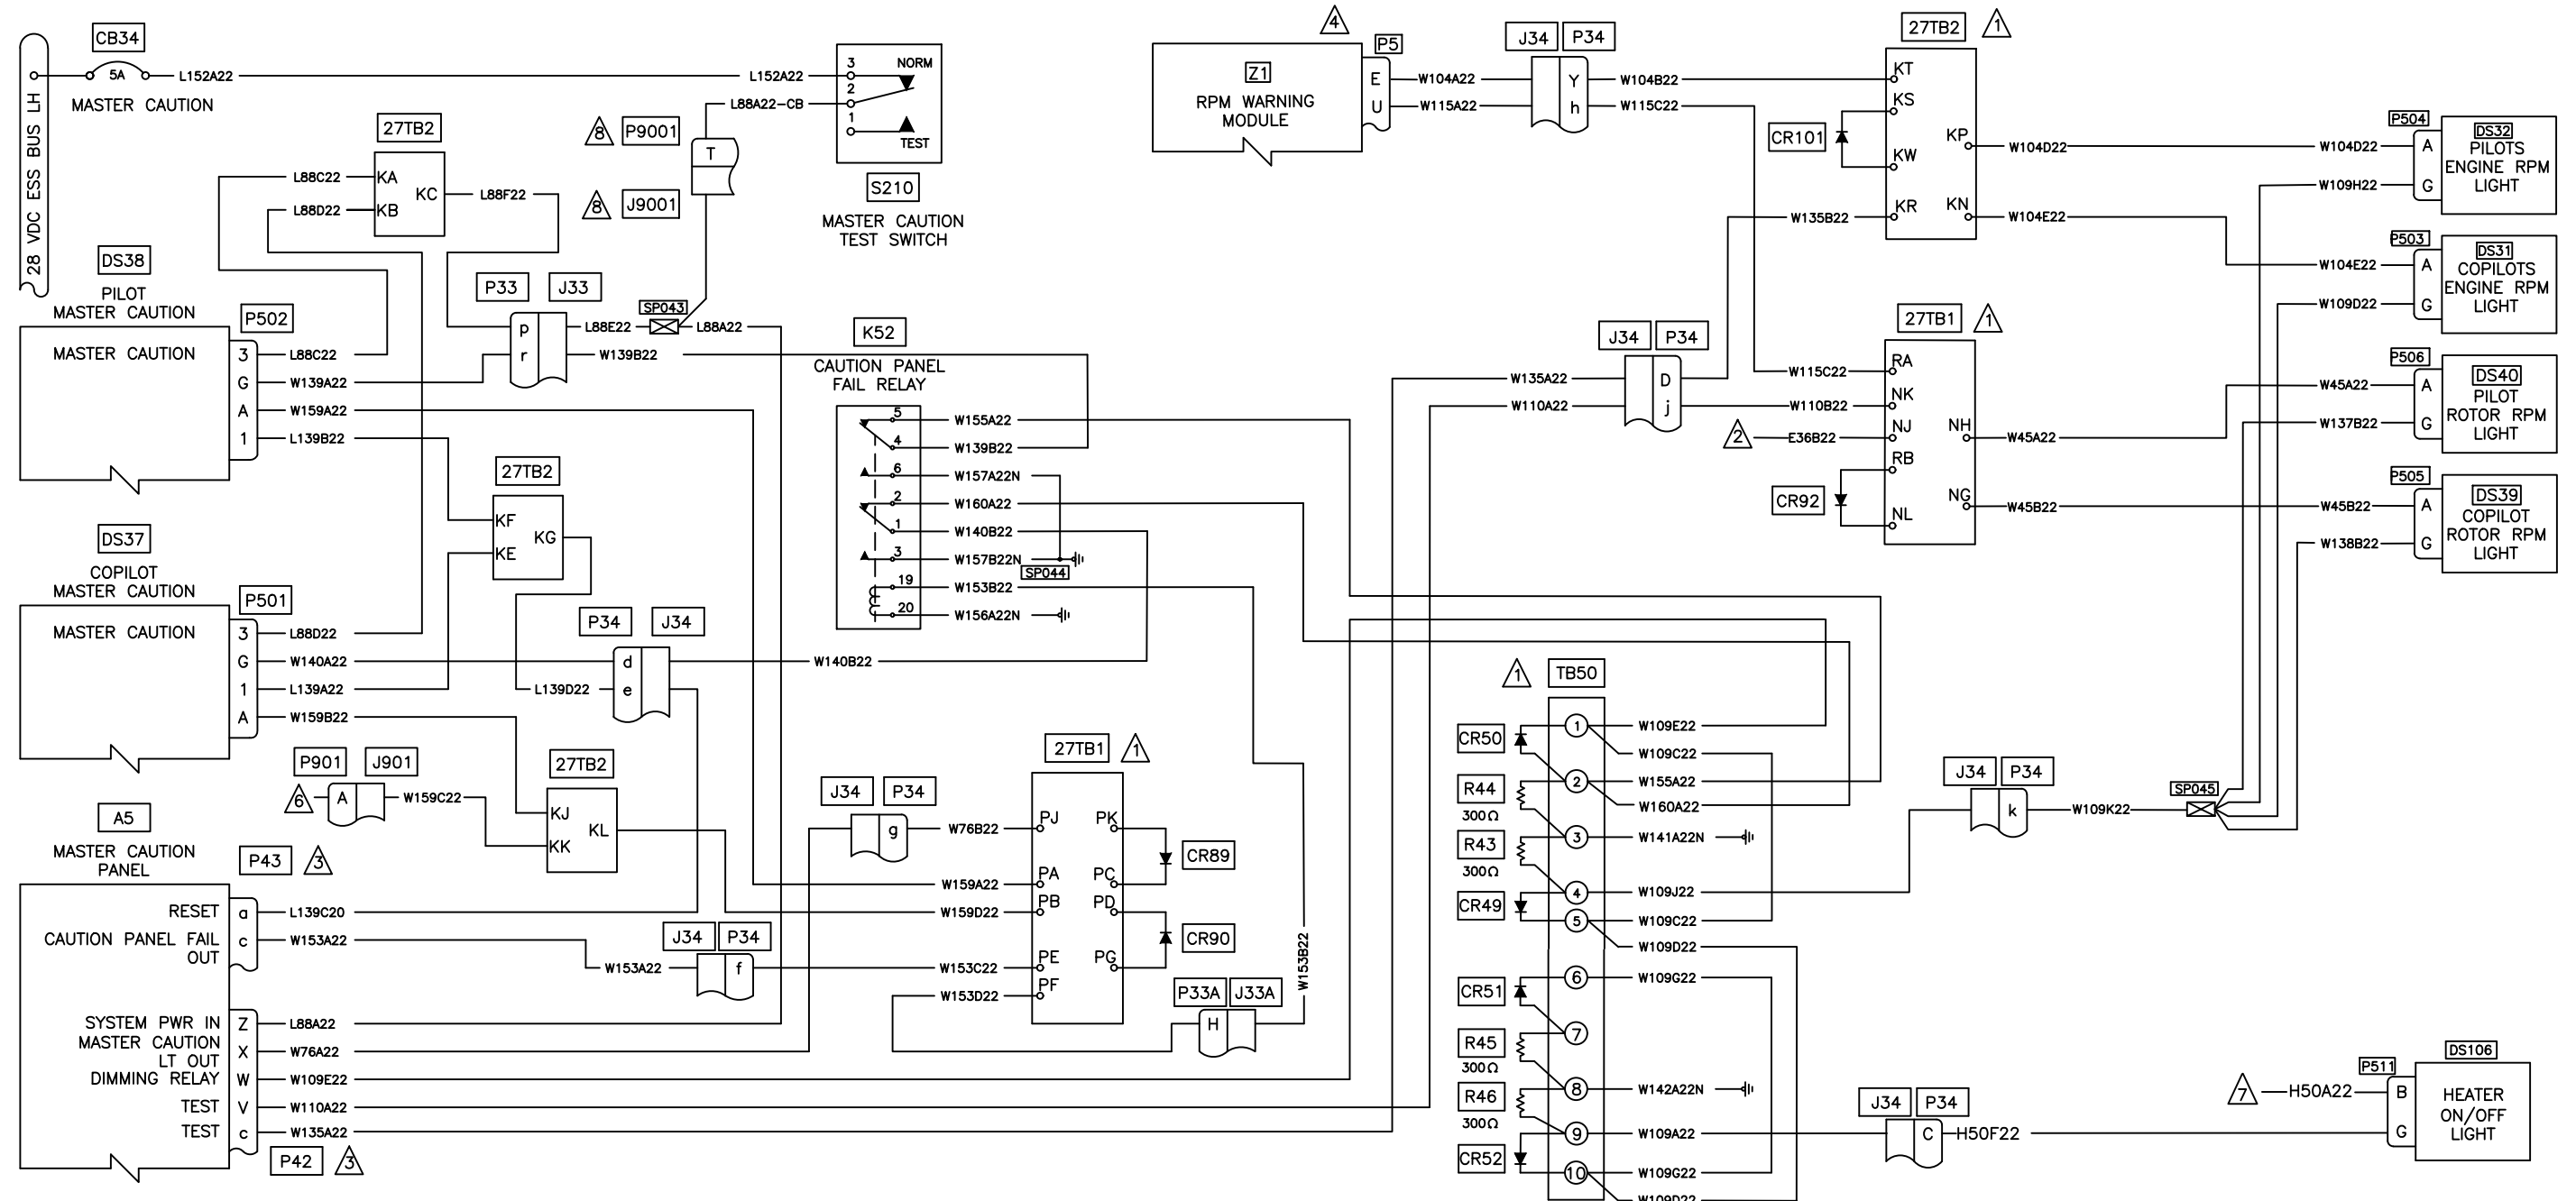 CB34
5A
L152A22
L152A22
MASTER CAUTION
28 VDC ESS BUS LH
3
NORM
2
1
TEST
L88A22-CB
S210
MASTER CAUTION
TEST SWITCH
8
P9001
T
8
J9001
27TB2
L88C22
KA
KC
L88F22
L88D22
KB
DS38
PILOT
MASTER CAUTION
P502
MASTER CAUTION
3
L88C22
G
W139A22
A
W159A22
1
L139B22
P33
J33
p
r
L88E22
SP043
L88A22
W139B22
K52
CAUTION PANEL
FAIL RELAY
5
W155A22
4
W139B22
6
W157A22N
2
W160A22
1
W140B22
3
W157B22N
SP044
19
W153B22
20
W156A22N
27TB2
KF
KG
KE
DS37
COPILOT
MASTER CAUTION
P501
MASTER CAUTION
3
L88D22
G
W140A22
1
L139A22
A
W159B22
P34
J34
d
e
L139D22
W140B22
P901
J901
6
A
W159C22
27TB2
KJ
KL
KK
A5
MASTER CAUTION
PANEL
P43
3
RESET
a
L139C20
CAUTION PANEL FAIL
OUT
c
W153A22
SYSTEM PWR IN
Z
L88A22
MASTER CAUTION
LT OUT
X
W76A22
DIMMING RELAY
W
W109E22
TEST
V
W110A22
TEST
c
W135A22
P42
3
J34
P34
W153A22
f
W153C22
J34
P34
g
W76B22
W159A22
W159D22
W153D22
27TB1
1
PJ
PK
PA
PC
PB
PD
PE
PG
PF
CR89
CR90
P33A
J33A
H
W153B22
4
Z1
RPM WARNING
MODULE
P5
E
W104A22
U
W115A22
J34
P34
Y
W104B22
h
W115C22
27TB2
1
KT
KS
KP
KW
KR
KN
CR101
W135B22
W104D22
W104E22
J34
P34
W135A22
D
W110A22
j
27TB1
1
W115C22
RA
W110B22
NK
2
E36B22
NJ
NH
W45A22
RB
NG
W45B22
NL
CR92
P504
W104D22
A
W109H22
G
DS32
PILOTS
ENGINE RPM
LIGHT
P503
W104E22
A
W109D22
G
DS31
COPILOTS
ENGINE RPM
LIGHT
P506
W45A22
A
W137B22
G
DS40
PILOT
ROTOR RPM
LIGHT
P505
W45B22
A
W138B22
G
DS39
COPILOT
ROTOR RPM
LIGHT
1
TB50
CR50
1
W109E22
W109C22
R44
300Ω
2
W155A22
W160A22
R43
300Ω
3
W141A22N
4
W109J22
CR49
5
W109C22
W109D22
6
W109G22
CR51
7
R45
300Ω
8
W142A22N
R46
300Ω
9
W109A22
CR52
10
W109G22
W109D22
J34
P34
k
W109K22
SP045
J34
P34
C
H50F22
7
H50A22
P511
B
G
DS106
HEATER
ON/OFF
LIGHT